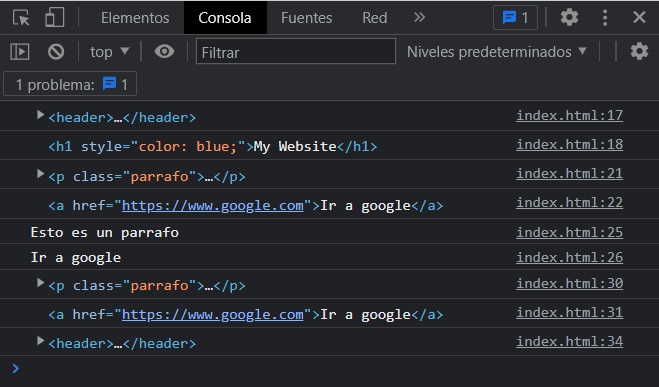 Elementos Consola Fuentes Red » 1
top Filtrar Niveles predeterminados
1 problema: 1
<header>…</header> index.html:17
<h1 style="color: blue;">My Website</h1> index.html:18
<p class="parrafo">…</p> index.html:21
<a href="https://www.google.com">Ir a google</a> index.html:22
Esto es un parrafo index.html:25
Ir a google index.html:26
<p class="parrafo">…</p> index.html:30
<a href="https://www.google.com">Ir a google</a> index.html:31
<header>…</header> index.html:34